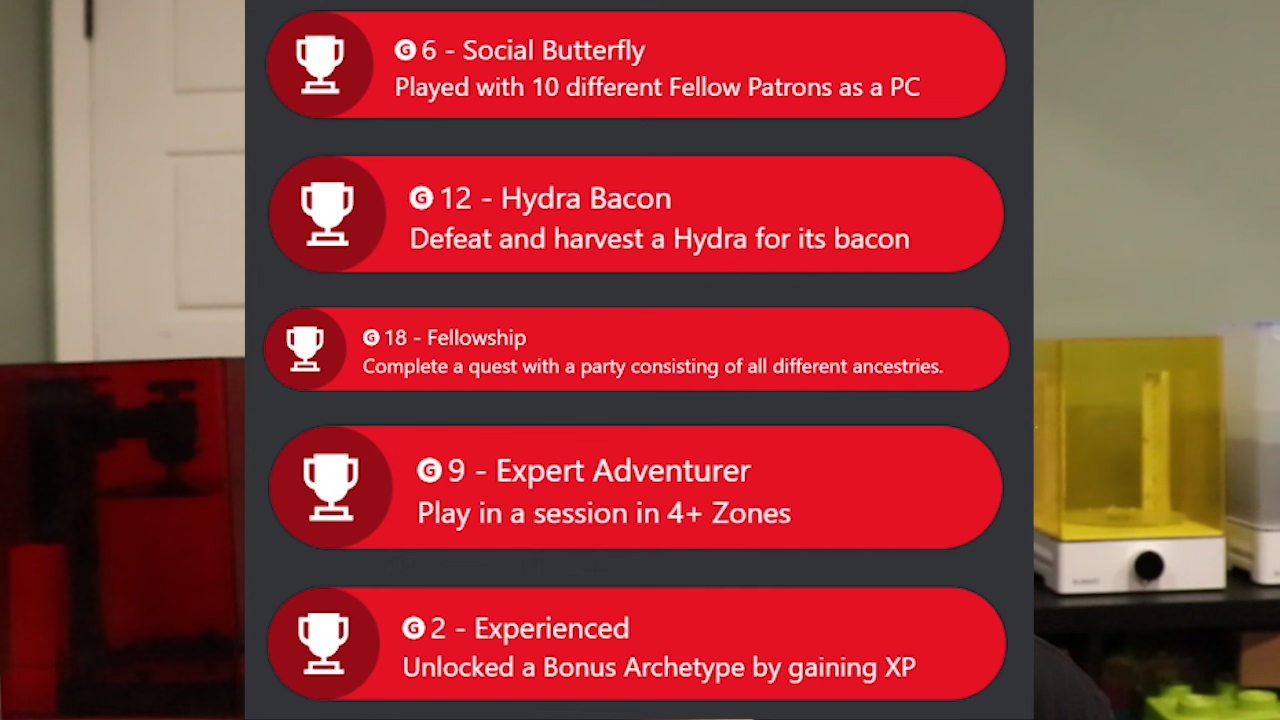 G 6 - Social Butterfly
Played with 10 different Fellow Patrons as a PC
G 12 - Hydra Bacon
Defeat and harvest a Hydra for its bacon
G 18 - Fellowship
Complete a quest with a party consisting of all different ancestries.
G 9 - Expert Adventurer
Play in a session in 4+ Zones
G 2 - Experienced
Unlocked a Bonus Archetype by gaining XP